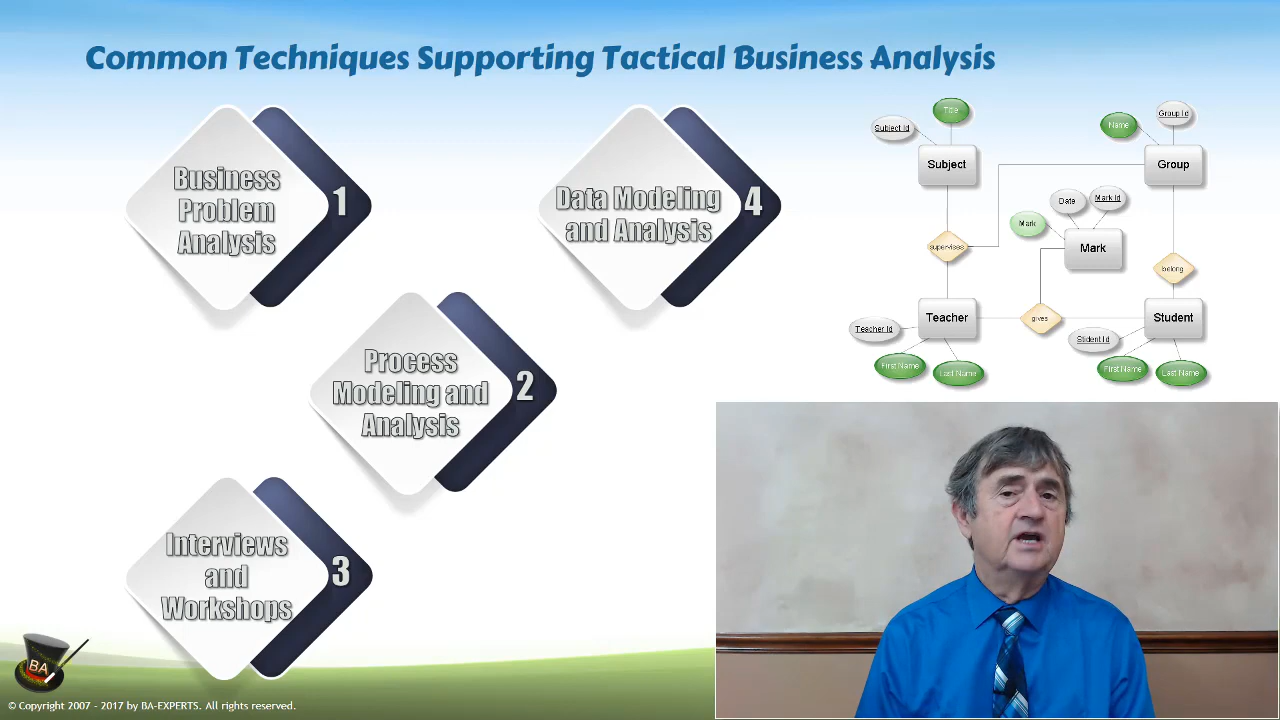 Common Techniques Supporting Tactical Business Analysis
Business
Problem
Analysis
1
Data Modeling
and Analysis
4
Process
Modeling and
Analysis
2
Interviews
and
Workshops
3
Title
Subject Id
Subject
Group Id
Name
Group
Date
Mark Id
Mark
Mark
supervises
belong
gives
Teacher
Teacher Id
First Name
Last Name
Student
Stident Id
First Name
Last Name
BA
© Copyright 2007 - 2017 by BA-EXPERTS. All rights reserved.